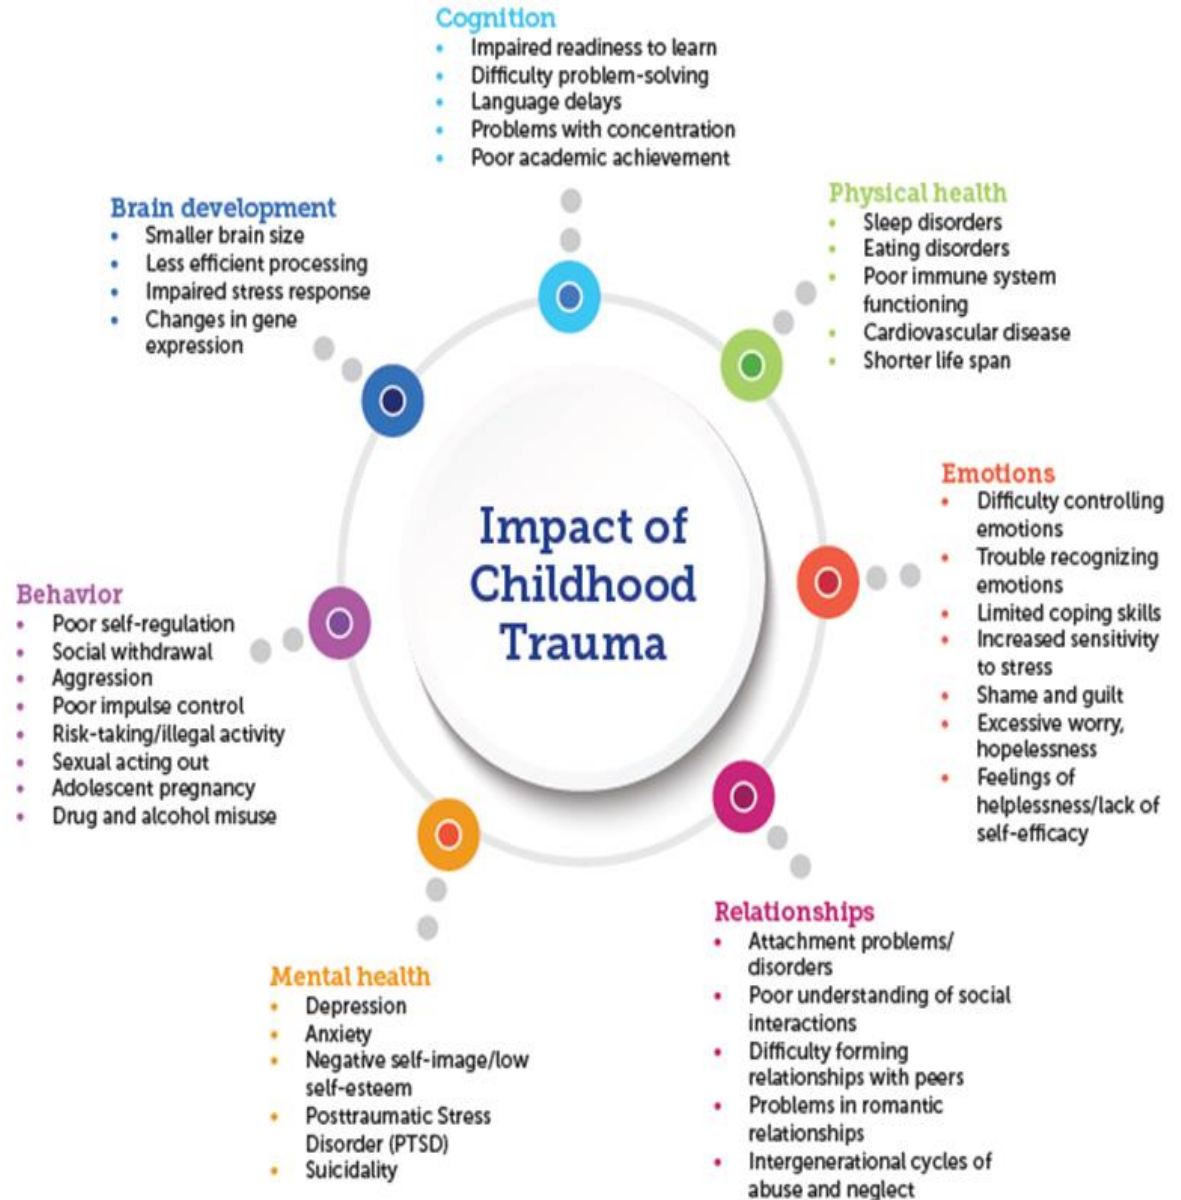 Cognition
• Impaired readiness to learn
• Difficulty problem-solving
• Language delays
• Problems with concentration
• Poor academic achievement
Physical health
• Sleep disorders
• Eating disorders
• Poor immune system
functioning
• Cardiovascular disease
• Shorter life span
Brain development
• Smaller brain size
• Less efficient processing
• Impaired stress response
• Changes in gene
expression
Impact of
Childhood
Trauma
Emotions
• Difficulty controlling
emotions
• Trouble recognizing
emotions
• Limited coping skills
• Increased sensitivity
to stress
• Shame and guilt
• Excessive worry,
hopelessness
• Feelings of
helplessness/lack of
self-efficacy
Behavior
• Poor self-regulation
• Social withdrawal
• Aggression
• Poor impulse control
• Risk-taking/illegal activity
• Sexual acting out
• Adolescent pregnancy
• Drug and alcohol misuse
Relationships
• Attachment problems/
disorders
• Poor understanding of social
interactions
• Difficulty forming
relationships with peers
• Problems in romantic
relationships
• Intergenerational cycles of
abuse and neglect
Mental health
• Depression
• Anxiety
• Negative self-image/low
self-esteem
• Posttraumatic Stress
Disorder (PTSD)
• Suicidality